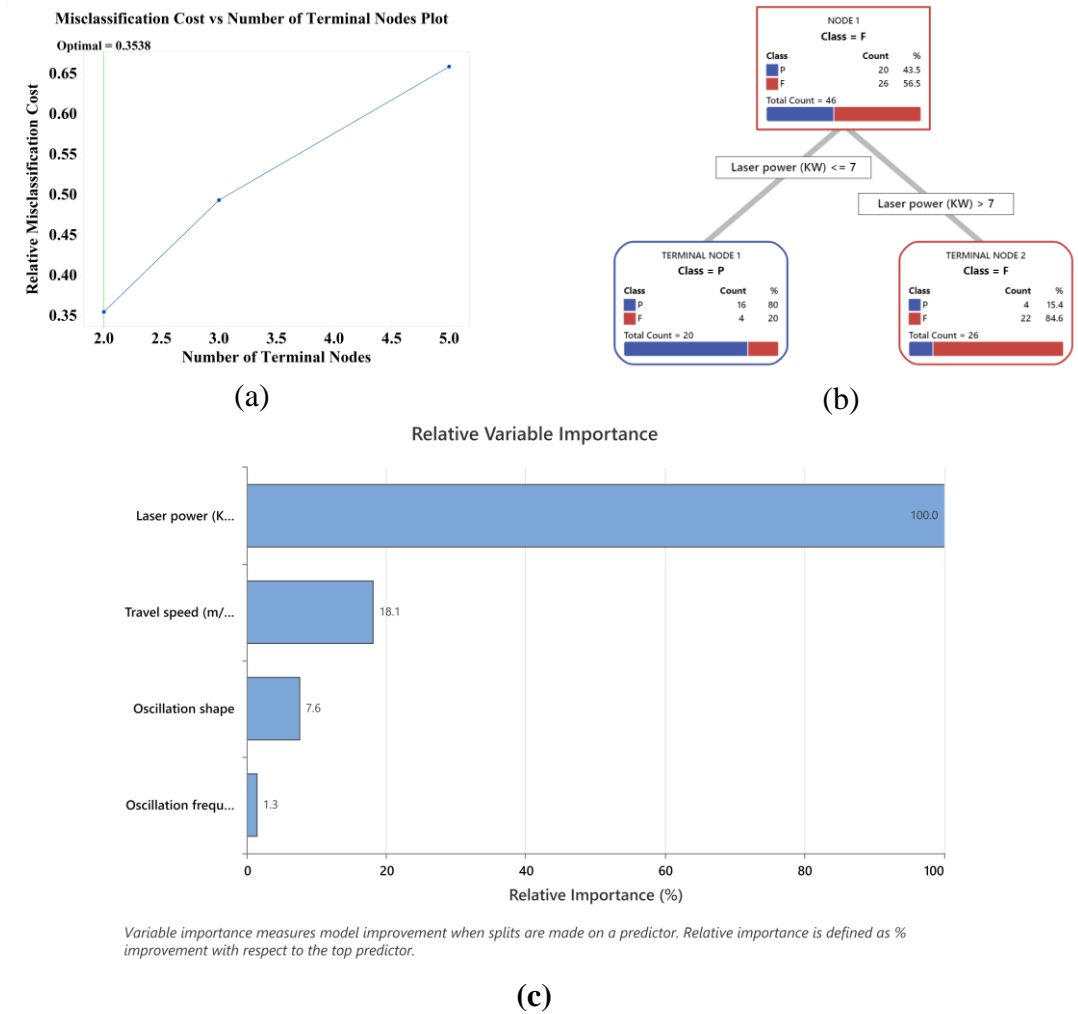 Misclassification Cost vs Number of Terminal Nodes Plot
Optimal = 0.3538
Relative Misclassification Cost
0.65
0.60
0.55
0.50
0.45
0.40
0.35
2.0 2.5 3.0 3.5 4.0 4.5 5.0
Number of Terminal Nodes
(a)
NODE 1
Class = F
Class Count %
P 20 43.5
F 26 56.5
Total Count = 46
Laser power (KW) <= 7
Laser power (KW) > 7
TERMINAL NODE 1
Class = P
Class Count %
P 16 80
F 4 20
Total Count = 20
TERMINAL NODE 2
Class = F
Class Count %
P 4 15.4
F 22 84.6
Total Count = 26
(b)
Relative Variable Importance
Laser power (K... 100.0
Travel speed (m/... 18.1
Oscillation shape 7.6
Oscillation frequ... 1.3
0 20 40 60 80 100
Relative Importance (%)
Variable importance measures model improvement when splits are made on a predictor. Relative importance is defined as %
improvement with respect to the top predictor.
(c)